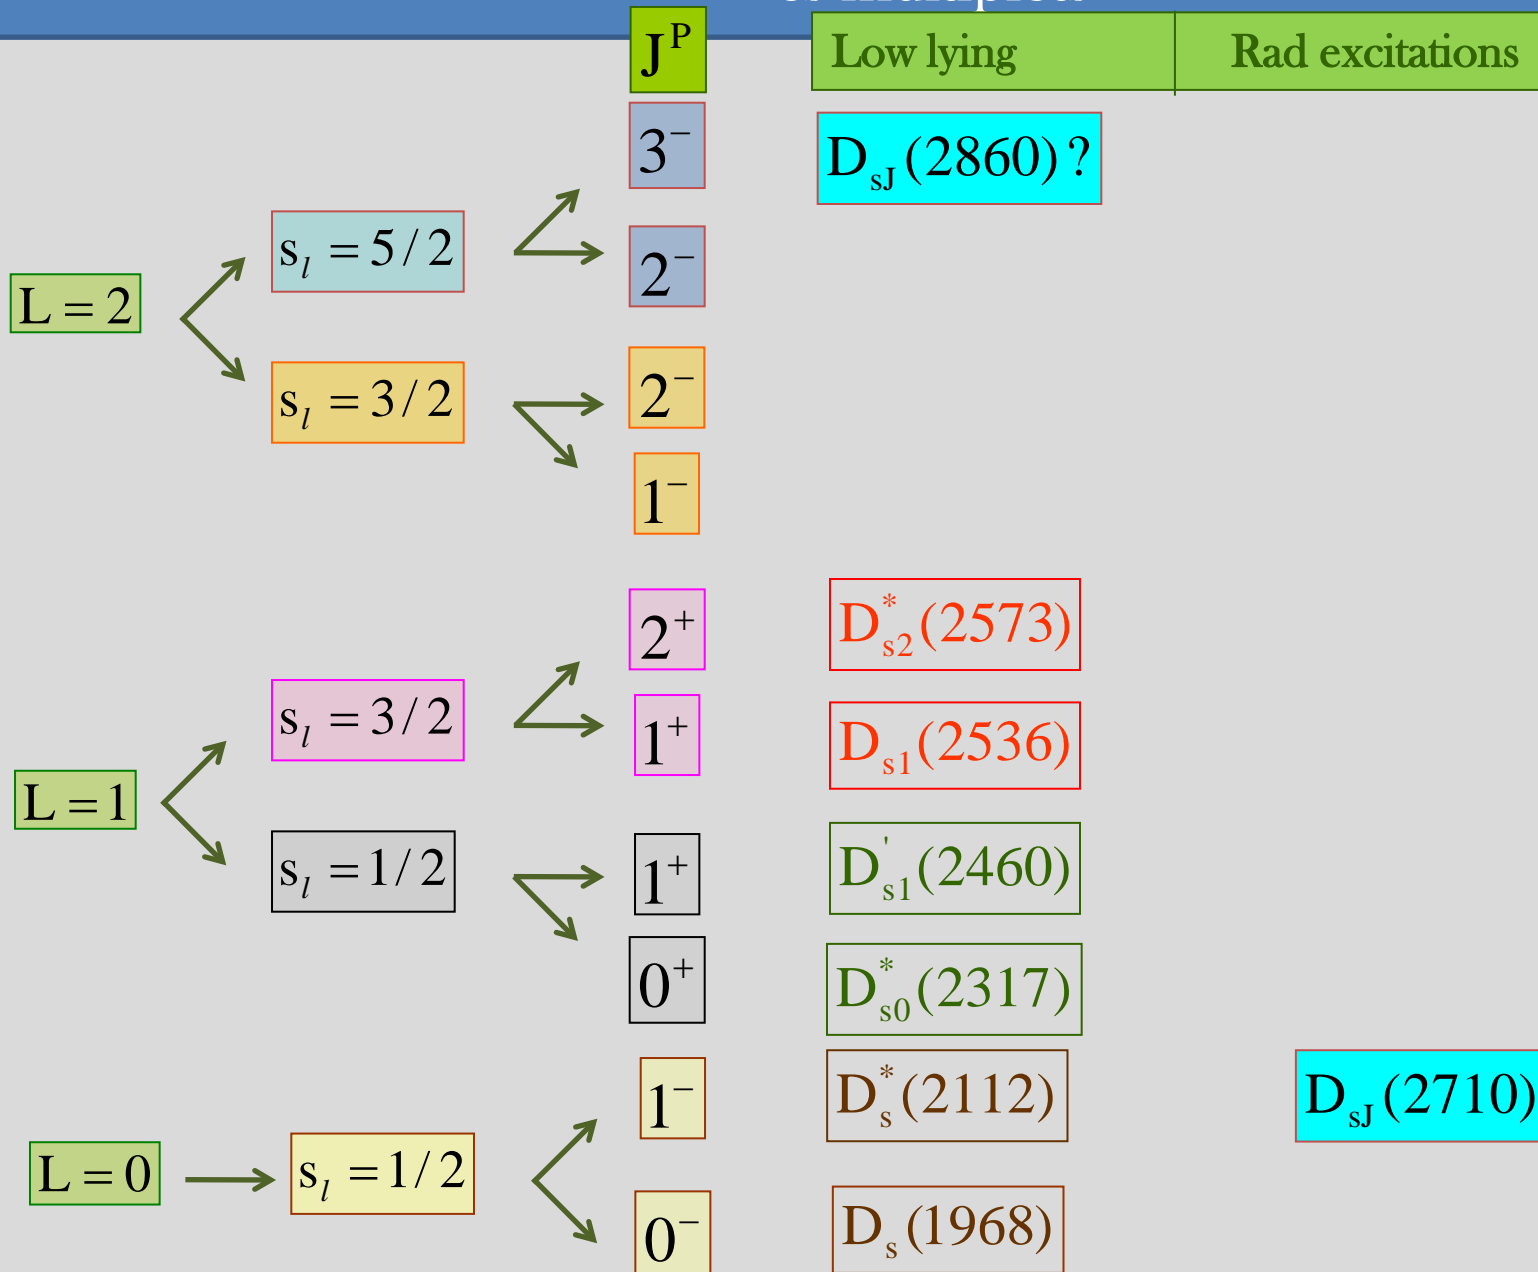 J^P Low lying Rad excitations
3^− D_sJ(2860)?
s_l = 5/2
2^−
L = 2
s_l = 3/2 2^−
1^−
2^+ D^*_s2(2573)
s_l = 3/2 1^+ D_s1(2536)
L = 1
s_l = 1/2 1^+ D^'_s1(2460)
0^+ D^*_s0(2317)
1^− D^*_s(2112) D_sJ(2710)
L = 0 s_l = 1/2
0^− D_s(1968)